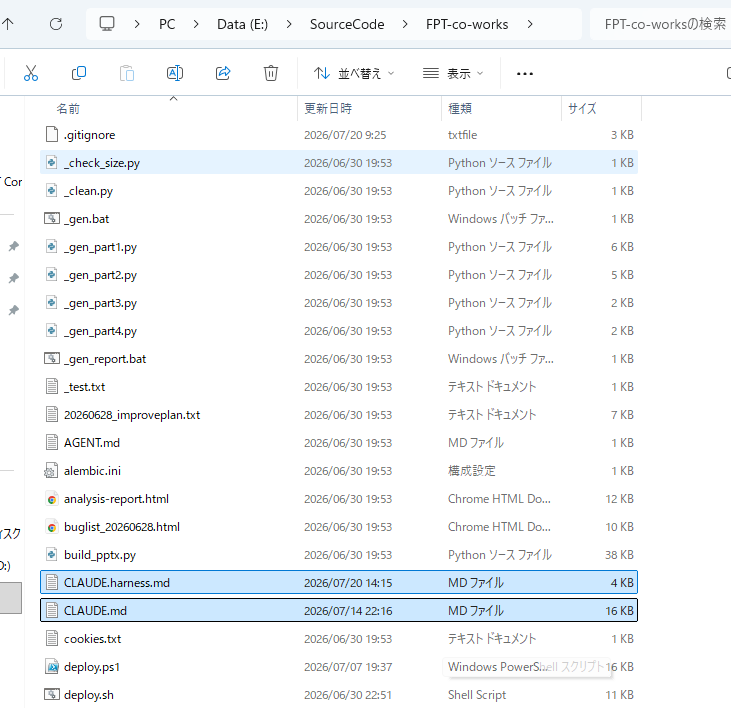 PC > Data (E:) > SourceCode > FPT-co-works >
FPT-co-worksの検索
並べ替え 表示 ...
名前 更新日時 種類 サイズ
.gitignore 2026/07/20 9:25 txtfile 3 KB
_check_size.py 2026/06/30 19:53 Python ソース ファイル 1 KB
_clean.py 2026/06/30 19:53 Python ソース ファイル 1 KB
_gen.bat 2026/06/30 19:53 Windows バッチ ファ... 1 KB
_gen_part1.py 2026/06/30 19:53 Python ソース ファイル 6 KB
_gen_part2.py 2026/06/30 19:53 Python ソース ファイル 5 KB
_gen_part3.py 2026/06/30 19:53 Python ソース ファイル 2 KB
_gen_part4.py 2026/06/30 19:53 Python ソース ファイル 2 KB
_gen_report.bat 2026/06/30 19:53 Windows バッチ ファ... 1 KB
_test.txt 2026/06/30 19:53 テキスト ドキュメント 1 KB
20260628_improveplan.txt 2026/06/30 19:53 テキスト ドキュメント 7 KB
AGENT.md 2026/06/30 19:53 MD ファイル 1 KB
alembic.ini 2026/06/30 19:53 構成設定 1 KB
analysis-report.html 2026/06/30 19:53 Chrome HTML Do... 12 KB
buglist_20260628.html 2026/06/30 19:53 Chrome HTML Do... 10 KB
build_pptx.py 2026/06/30 19:53 Python ソース ファイル 38 KB
CLAUDE.harness.md 2026/07/20 14:15 MD ファイル 4 KB
CLAUDE.md 2026/07/14 22:16 MD ファイル 16 KB
cookies.txt 2026/06/30 19:53 テキスト ドキュメント 1 KB
deploy.ps1 2026/07/07 19:37 Windows PowerShell スクリプト 16 KB
deploy.sh 2026/06/30 22:51 Shell Script 11 KB
T Cor
ィスク
D:)